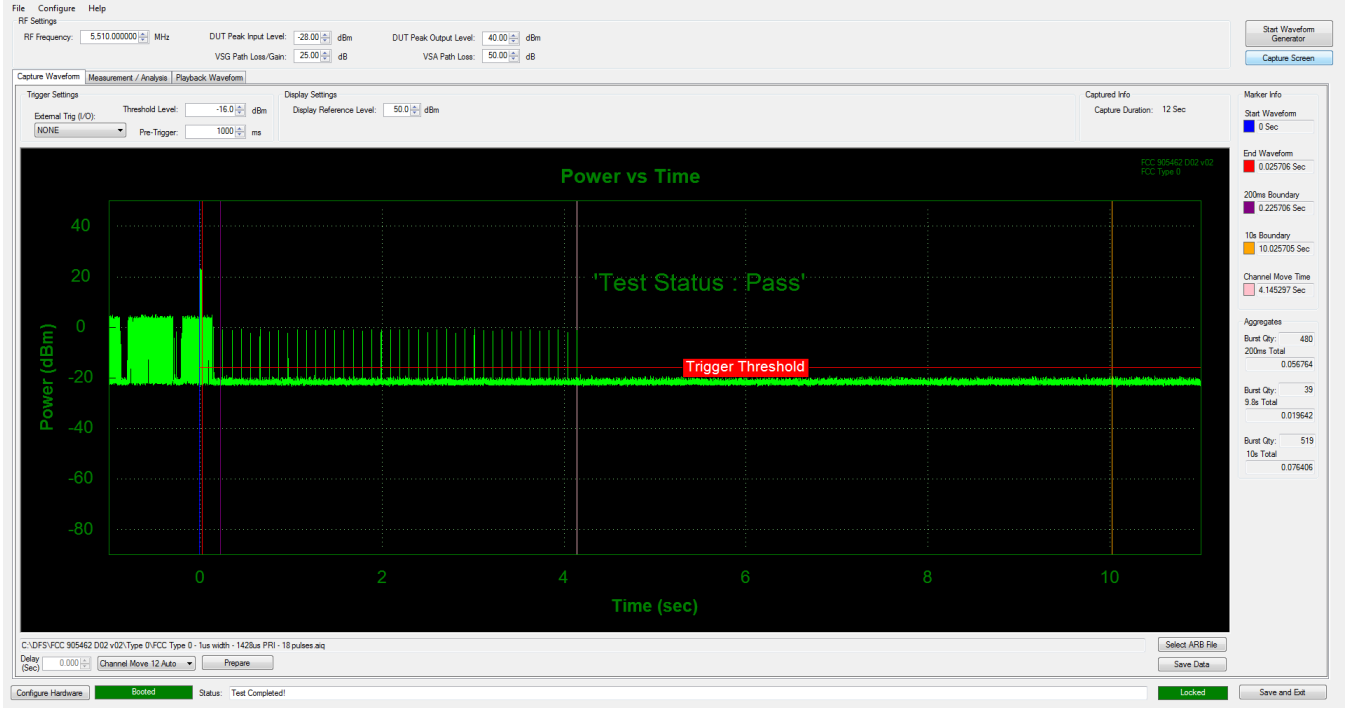 File Configure Help
RF Settings
RF Frequency: 5,510.000000 MHz DUT Peak Input Level: -28.00 dBm DUT Peak Output Level: 40.00 dBm
VSG Path Loss/Gain: 25.00 dB VSA Path Loss: 50.00 dB
Start Waveform
Generator
Capture Screen
Capture Waveform Measurement / Analysis Playback Waveform
Trigger Settings
External Trig (I/O):
NONE
Threshold Level: -16.0 dBm
Pre-Trigger: 1000 ms
Display Settings
Display Reference Level: 50.0 dBm
Captured Info
Capture Duration: 12 Sec
Marker Info
Start Waveform
0 Sec
End Waveform
0.025706 Sec
200ms Boundary
0.225706 Sec
10s Boundary
10.025705 Sec
Channel Move Time
4.145297 Sec
Aggregates
Burst Qty: 480
200ms Total
0.056764
Burst Qty: 39
9.8s Total
0.019642
Burst Qty: 519
10s Total
0.076406
Power vs Time
FCC 905462 D02 v02
FCC Type 0
'Test Status : Pass'
Trigger Threshold
Power (dBm)
40
20
0
-20
-40
-60
-80
0 2 4 6 8 10
Time (sec)
C:\DFS\FCC 905462 D02 v02\Type 0\FCC Type 0 - 1us width - 1428us PRI - 18 pulses.aiq
Select ARB File
Delay
(Sec) 0.000 Channel Move 12 Auto Prepare
Save Data
Configure Hardware Booted Status: Test Completed! Locked Save and Exit